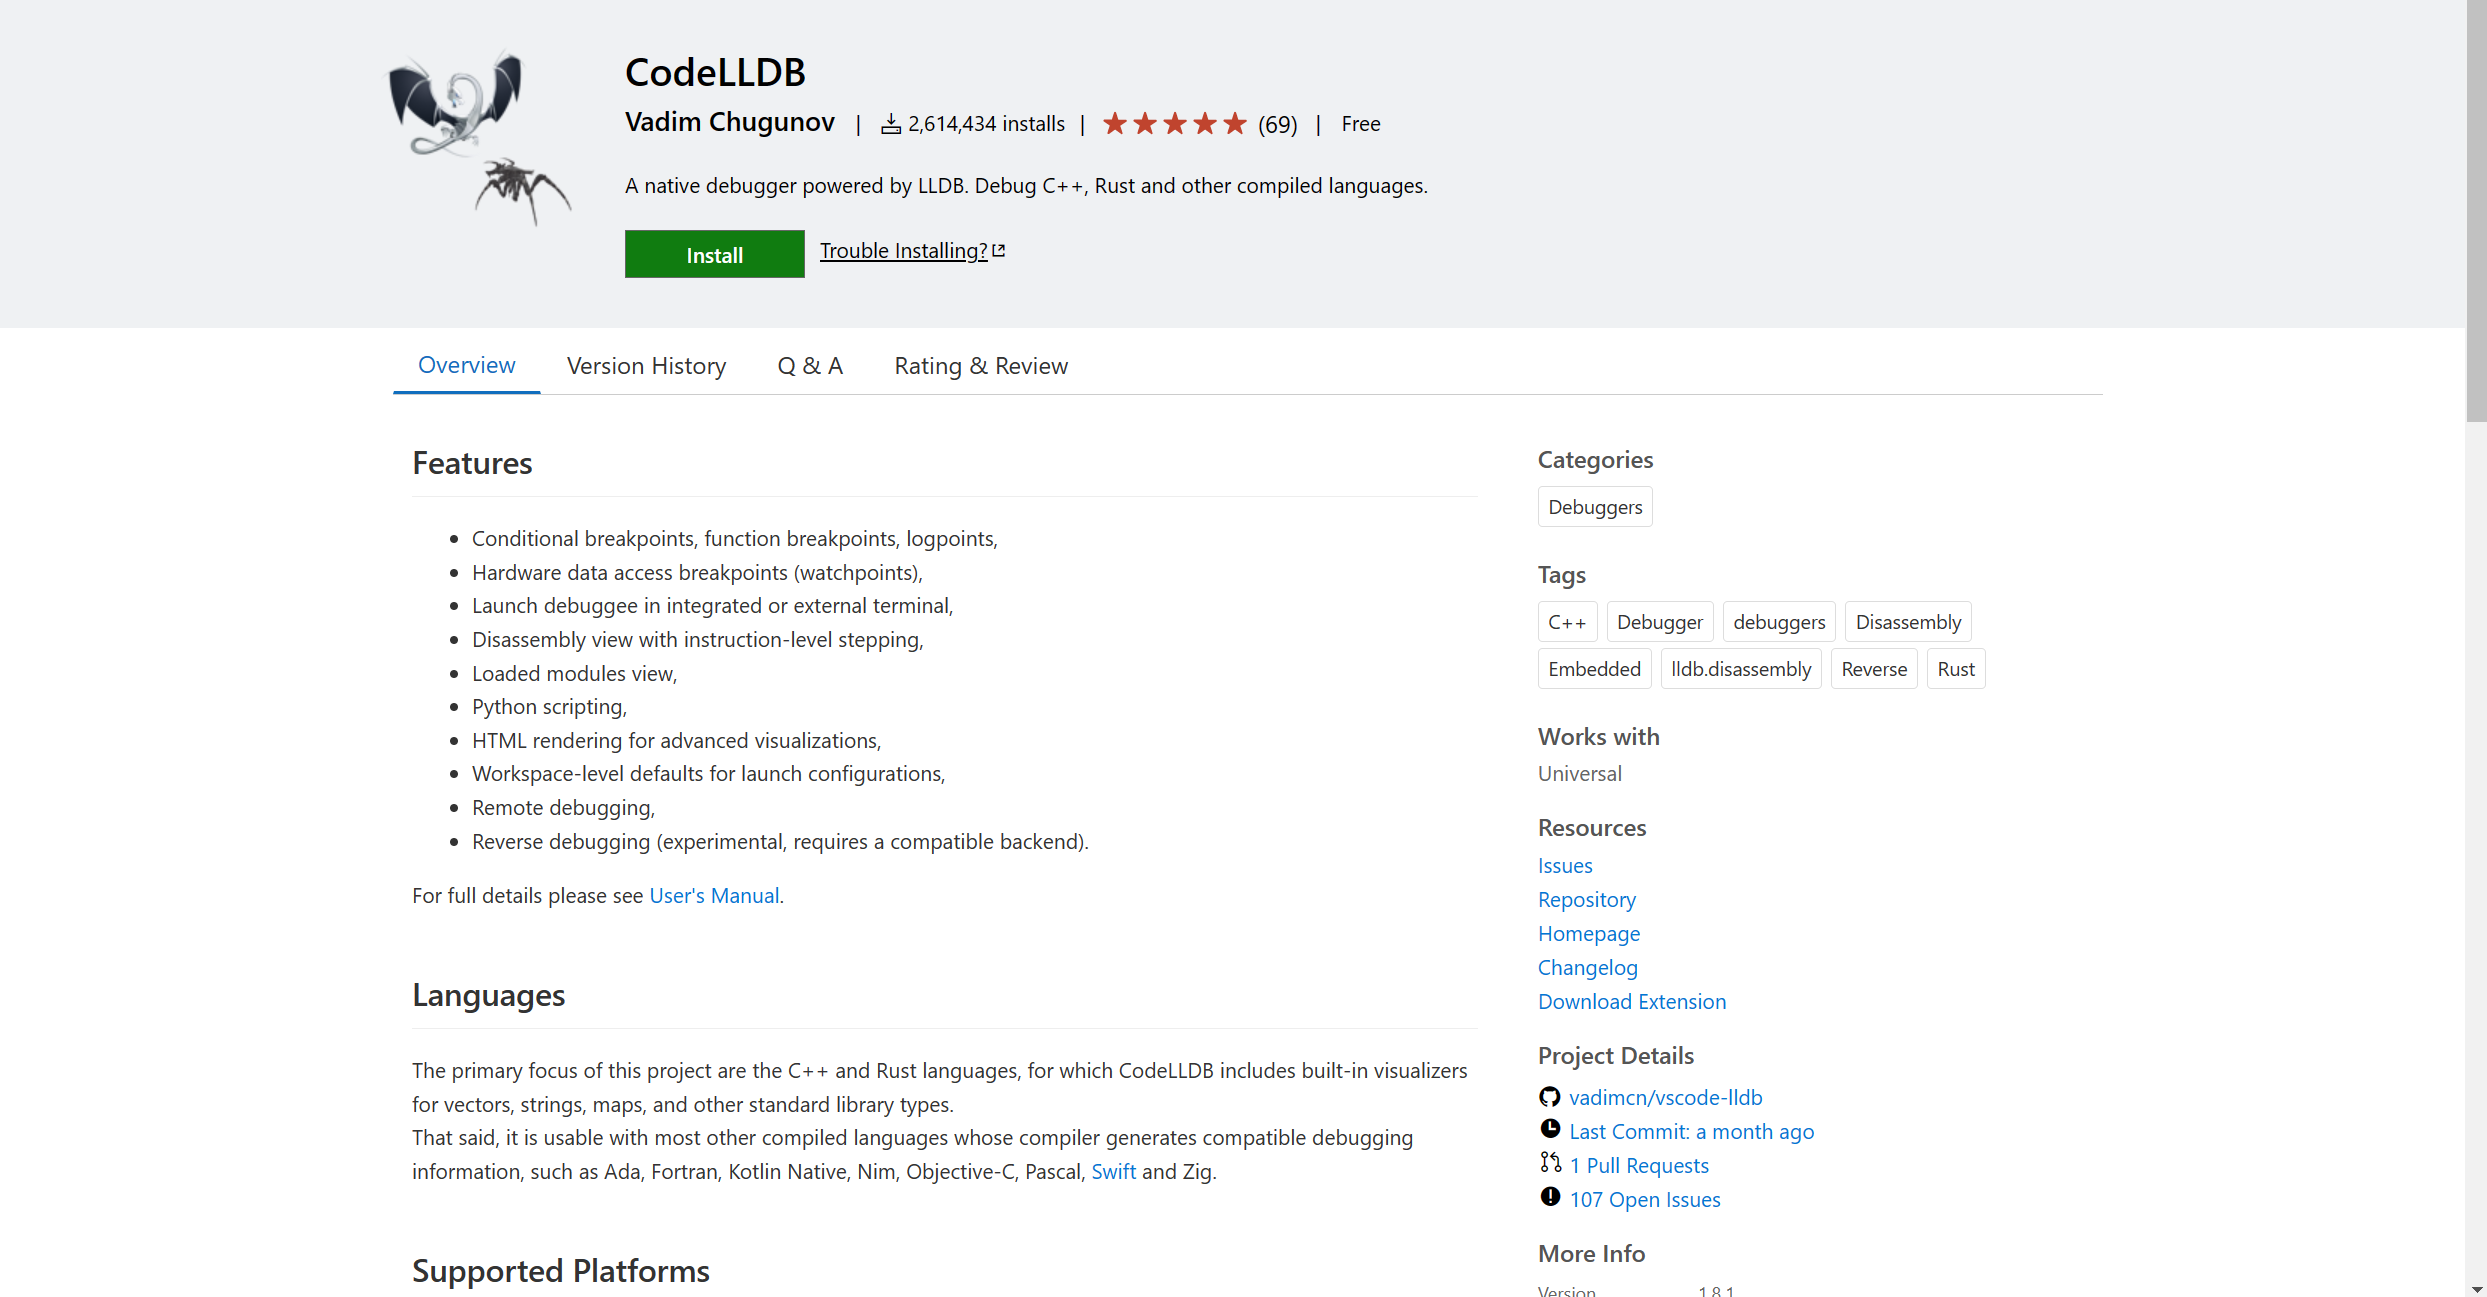 CodeLLDB
Vadim Chugunov | 2,614,434 installs | (69) | Free
A native debugger powered by LLDB. Debug C++, Rust and other compiled languages.
Install Trouble Installing?
Overview Version History Q & A Rating & Review
Features
Conditional breakpoints, function breakpoints, logpoints,
Hardware data access breakpoints (watchpoints),
Launch debuggee in integrated or external terminal,
Disassembly view with instruction-level stepping,
Loaded modules view,
Python scripting,
HTML rendering for advanced visualizations,
Workspace-level defaults for launch configurations,
Remote debugging,
Reverse debugging (experimental, requires a compatible backend).
For full details please see User's Manual.
Languages
The primary focus of this project are the C++ and Rust languages, for which CodeLLDB includes built-in visualizers
for vectors, strings, maps, and other standard library types.
That said, it is usable with most other compiled languages whose compiler generates compatible debugging
information, such as Ada, Fortran, Kotlin Native, Nim, Objective-C, Pascal, Swift and Zig.
Supported Platforms
Categories
Debuggers
Tags
C++ Debugger debuggers Disassembly
Embedded lldb.disassembly Reverse Rust
Works with
Universal
Resources
Issues
Repository
Homepage
Changelog
Download Extension
Project Details
vadimcn/vscode-lldb
Last Commit: a month ago
1 Pull Requests
107 Open Issues
More Info
Version 1.8.1